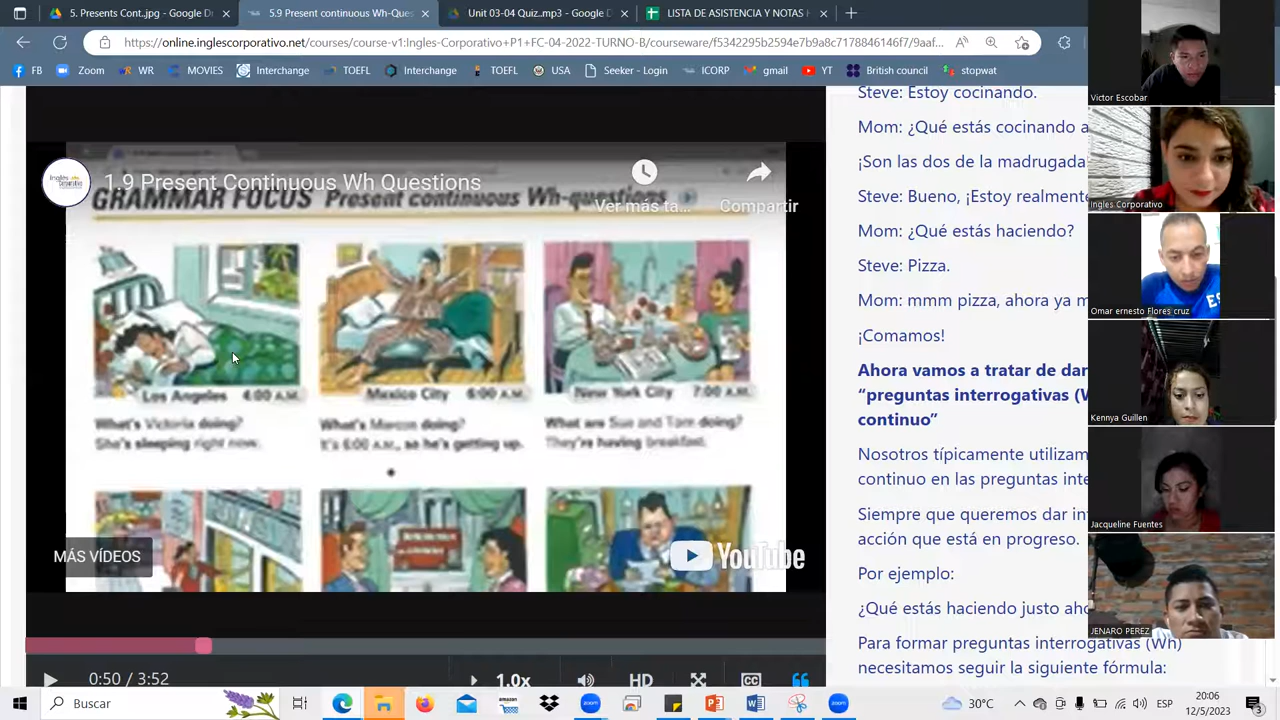 5. Presents Cont..jpg - Google Dr
5.9 Present continuous Wh-Ques
Unit 03-04 Quiz.mp3 - Google D
LISTA DE ASISTENCIA Y NOTAS
https://online.inglescorporativo.net/courses/course-v1:Ingles-Corporativo+P1+FC-04-2022-TURNO-B/courseware/f5342295b2594e7b9a8c7178846146f7/9aaf...
FB
Zoom
WR
MOVIES
Interchange
TOEFL
Interchange
TOEFL
USA
Seeker - Login
ICORP
gmail
YT
British council
stopwat
1.9 Present Continuous Wh Questions
Ver más ta...
Compartir
GRAMMAR FOCUS Present Continuous Wh-questions
Los Angeles 4:00 A.M.
Mexico City 6:00 A.M.
New York City 7:00 A.M.
What's Victoria doing?
She's sleeping right now.
What's Marcos doing?
It's 6:00 A.M., so he's getting up.
What are Sue and Tom doing?
They're having breakfast.
MÁS VÍDEOS
YouTube
0:50 / 3:52
1.0x
HD
CC
Steve: Estoy cocinando.
Mom: ¿Qué estás cocinando a
¡Son las dos de la madrugada
Steve: Bueno, ¡Estoy realmente
Mom: ¿Qué estás haciendo?
Steve: Pizza.
Mom: mmm pizza, ahora ya m
¡Comamos!
Ahora vamos a tratar de dar
“preguntas interrogativas (W
continuo”
Nosotros típicamente utilizam
continuo en las preguntas inte
Siempre que queremos dar in
acción que está en progreso.
Por ejemplo:
¿Qué estás haciendo justo aho
Para formar preguntas interrogativas (Wh)
necesitamos seguir la siguiente fórmula:
Victor Escobar
Ingles Corporativo
Omar ernesto Flores cruz
Kennya Guillen
Jacqueline Fuentes
JENARO PEREZ
Buscar
30°C
ESP
20:06
12/5/2023
3